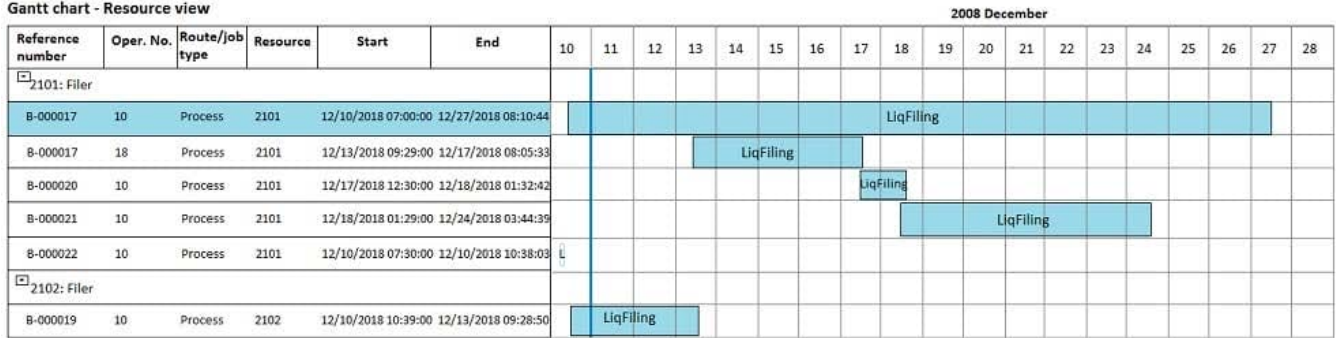 Gantt chart - Resource view
2008 December
Reference number Oper. No. Route/job type Resource Start End 10 11 12 13 14 15 16 17 18 19 20 21 22 23 24 25 26 27 28
2101: Filer
B-000017 10 Process 2101 12/10/2018 07:00:00 12/27/2018 08:10:44 LiqFiling
B-000017 18 Process 2101 12/13/2018 09:29:00 12/17/2018 08:05:33 LiqFiling
B-000020 10 Process 2101 12/17/2018 12:30:00 12/18/2018 01:32:42 LiqFiling
B-000021 10 Process 2101 12/18/2018 01:29:00 12/24/2018 03:44:39 LiqFiling
B-000022 10 Process 2101 12/10/2018 07:30:00 12/10/2018 10:38:03 L
2102: Filer
B-000019 10 Process 2102 12/10/2018 10:39:00 12/13/2018 09:28:50 LiqFiling